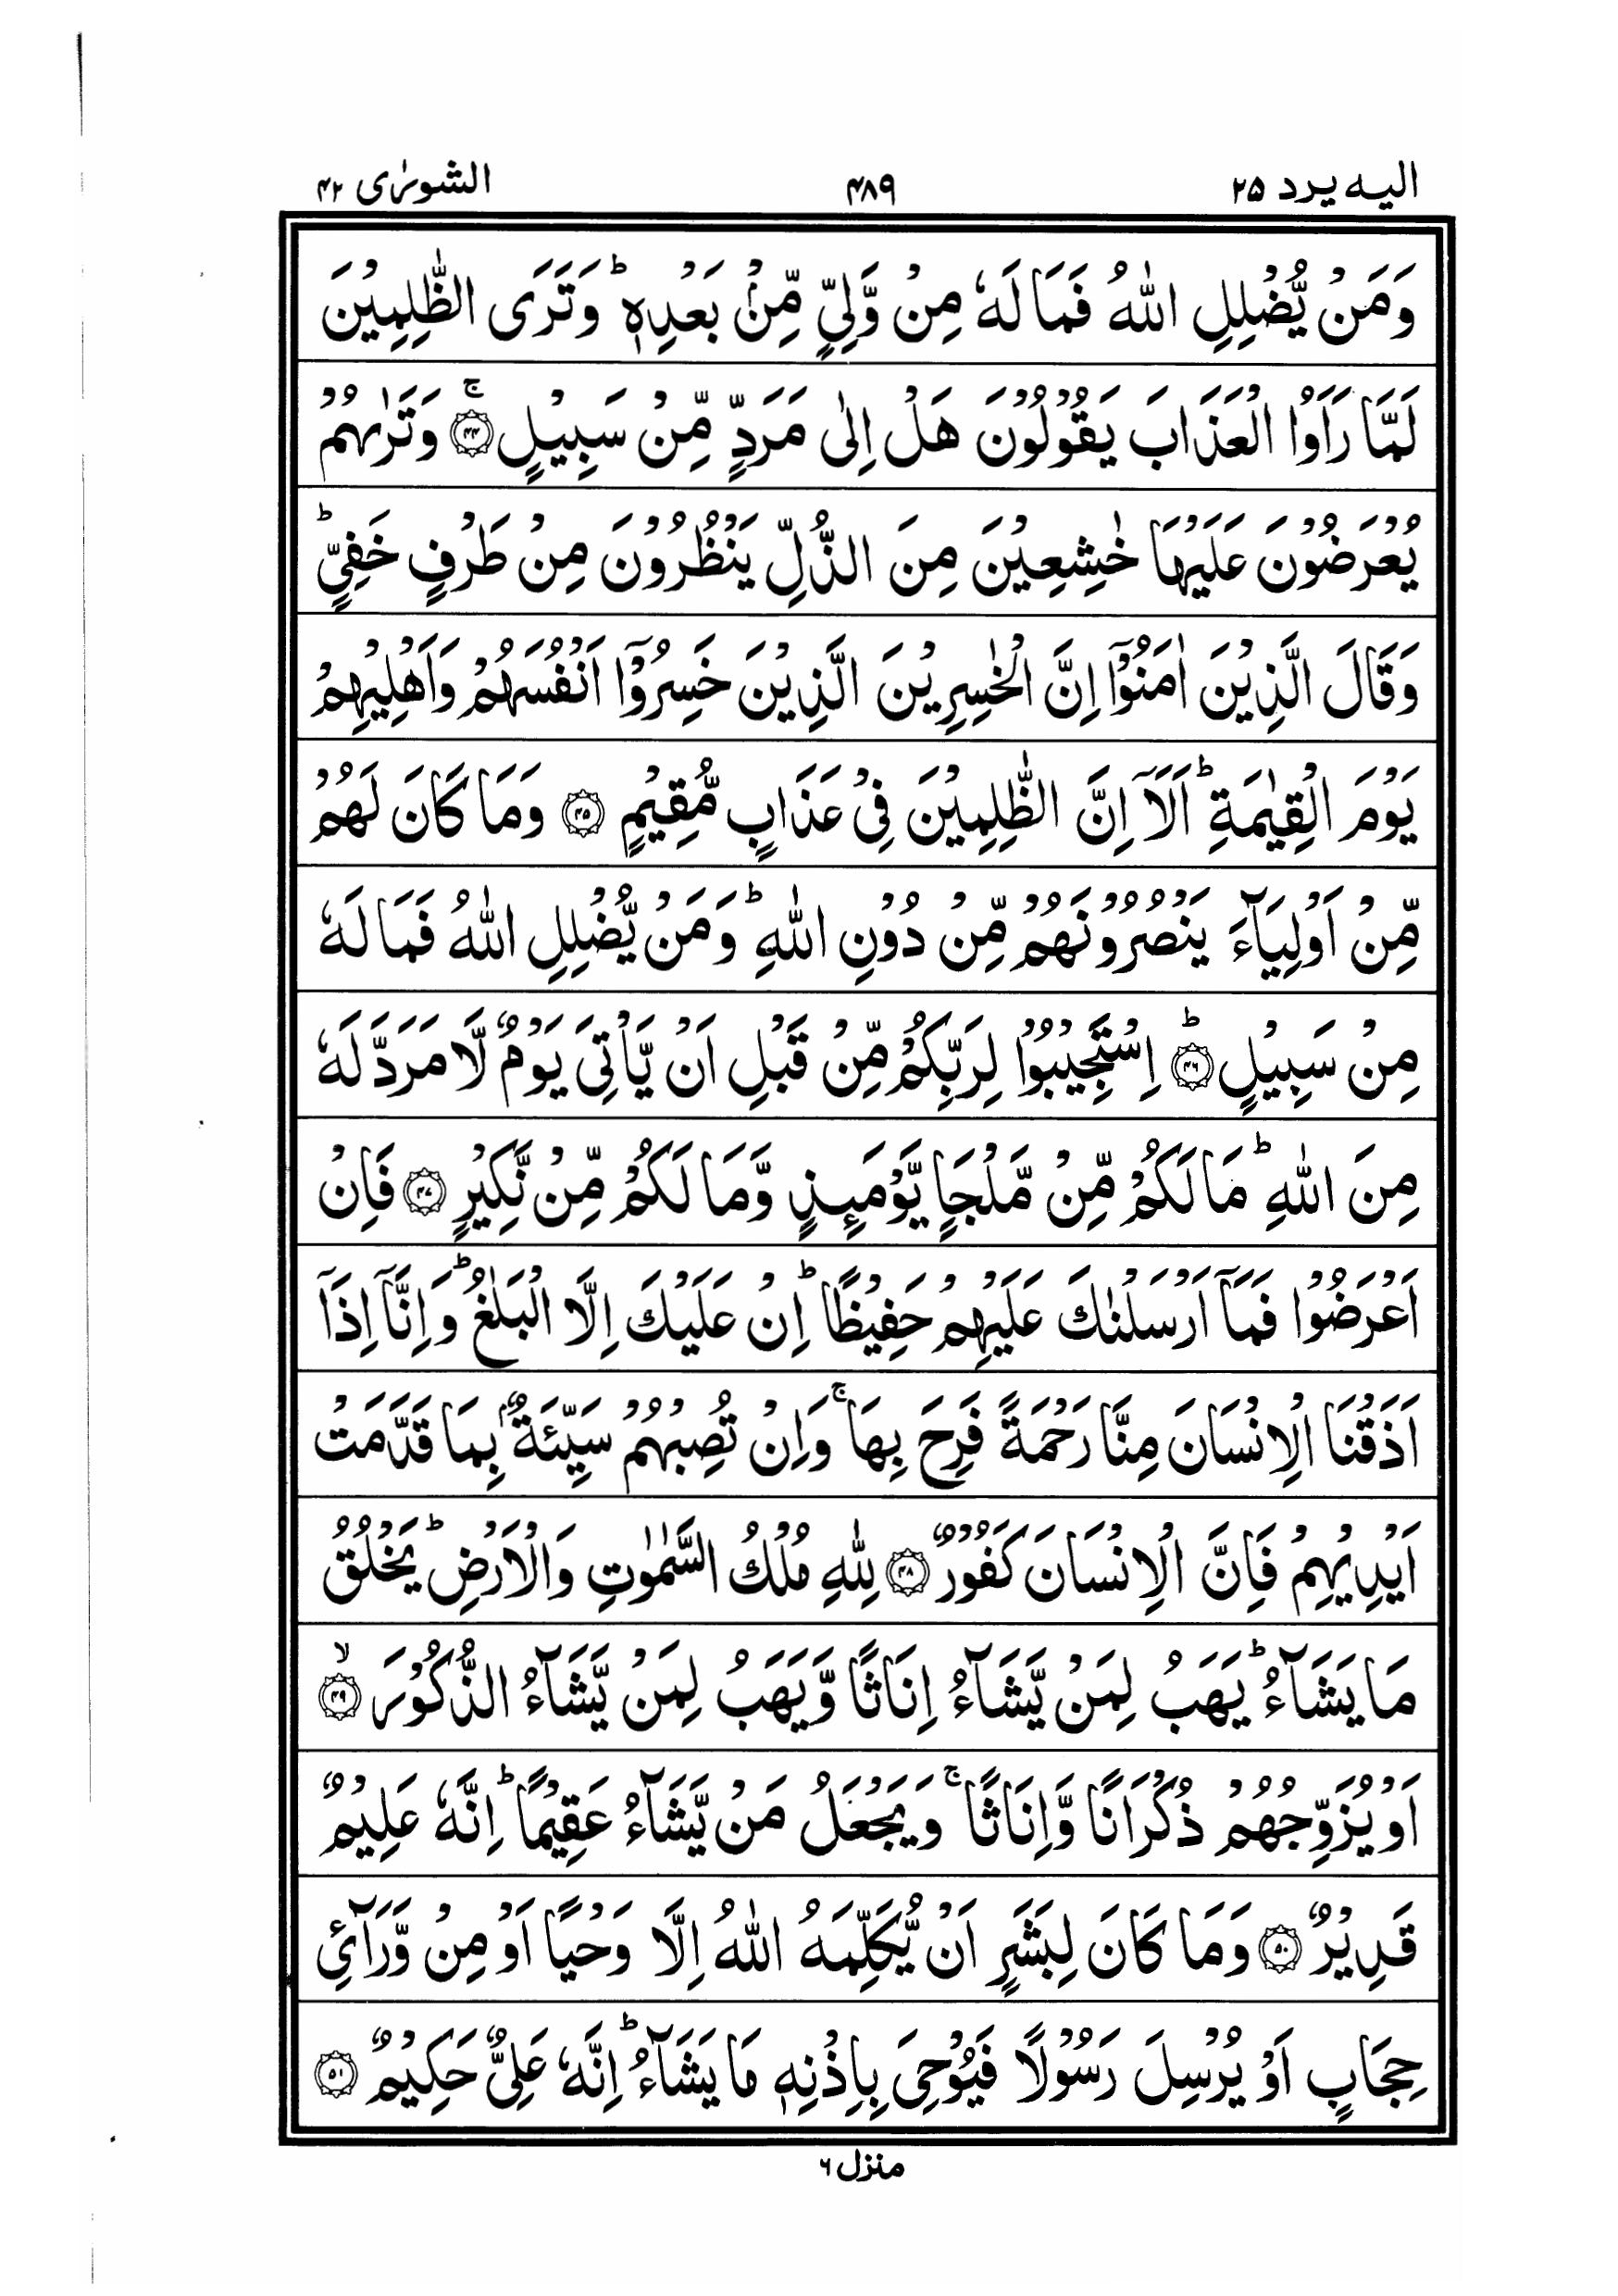 الیه یرد ۲۵
۴۸۹
الشورٰی ۴۲
وَمَنْ یُّضْلِلِ اللّٰهُ فَمَا لَهٗ مِنْ وَّلِیٍّ مِّنْۢ بَعْدِهٖ ؕ وَتَرَی الظّٰلِمِیْنَ
لَمَّا رَاَوُا الْعَذَابَ یَقُوْلُوْنَ هَلْ اِلٰی مَرَدٍّ مِّنْ سَبِیْلٍ ۴۴ ۚ وَتَرٰىهُمْ
یُعْرَضُوْنَ عَلَیْهَا خٰشِعِیْنَ مِنَ الذُّلِّ یَنْظُرُوْنَ مِنْ طَرْفٍ خَفِیٍّ ؕ
وَقَالَ الَّذِیْنَ اٰمَنُوْۤا اِنَّ الْخٰسِرِیْنَ الَّذِیْنَ خَسِرُوْۤا اَنْفُسَهُمْ وَاَهْلِیْهِمْ
یَوْمَ الْقِیٰمَةِ ؕ اَلَاۤ اِنَّ الظّٰلِمِیْنَ فِیْ عَذَابٍ مُّقِیْمٍ ۴۵ وَمَا كَانَ لَهُمْ
مِّنْ اَوْلِیَآءَ یَنْصُرُوْنَهُمْ مِّنْ دُوْنِ اللّٰهِ ؕ وَمَنْ یُّضْلِلِ اللّٰهُ فَمَا لَهٗ
مِنْ سَبِیْلٍ ۴۶ ؕ اِسْتَجِیْبُوْا لِرَبِّكُمْ مِّنْ قَبْلِ اَنْ یَّاْتِیَ یَوْمٌ لَّا مَرَدَّ لَهٗ
مِنَ اللّٰهِ ؕ مَا لَكُمْ مِّنْ مَّلْجَاٍ یَّوْمَىِٕذٍ وَّمَا لَكُمْ مِّنْ نَّكِیْرٍ ۴۷ فَاِنْ
اَعْرَضُوْا فَمَاۤ اَرْسَلْنٰكَ عَلَیْهِمْ حَفِیْظًا ؕ اِنْ عَلَیْكَ اِلَّا الْبَلٰغُ ؕ وَاِنَّاۤ اِذَاۤ
اَذَقْنَا الْاِنْسَانَ مِنَّا رَحْمَةً فَرِحَ بِهَا ۚ وَاِنْ تُصِبْهُمْ سَیِّئَةٌۢ بِمَا قَدَّمَتْ
اَیْدِیْهِمْ فَاِنَّ الْاِنْسَانَ كَفُوْرٌ ۴۸ لِلّٰهِ مُلْكُ السَّمٰوٰتِ وَالْاَرْضِ ؕ یَخْلُقُ
مَا یَشَآءُ ؕ یَهَبُ لِمَنْ یَّشَآءُ اِنَاثًا وَّیَهَبُ لِمَنْ یَّشَآءُ الذُّكُوْرَ ۴۹ ۙ
اَوْ یُزَوِّجُهُمْ ذُكْرَانًا وَّاِنَاثًا ۚ وَیَجْعَلُ مَنْ یَّشَآءُ عَقِیْمًا ؕ اِنَّهٗ عَلِیْمٌ
قَدِیْرٌ ۵۰ وَمَا كَانَ لِبَشَرٍ اَنْ یُّكَلِّمَهُ اللّٰهُ اِلَّا وَحْیًا اَوْ مِنْ وَّرَآئِ
حِجَابٍ اَوْ یُرْسِلَ رَسُوْلًا فَیُوْحِیَ بِاِذْنِهٖ مَا یَشَآءُ ؕ اِنَّهٗ عَلِیٌّ حَكِیْمٌ ۵۱
منزل ۶